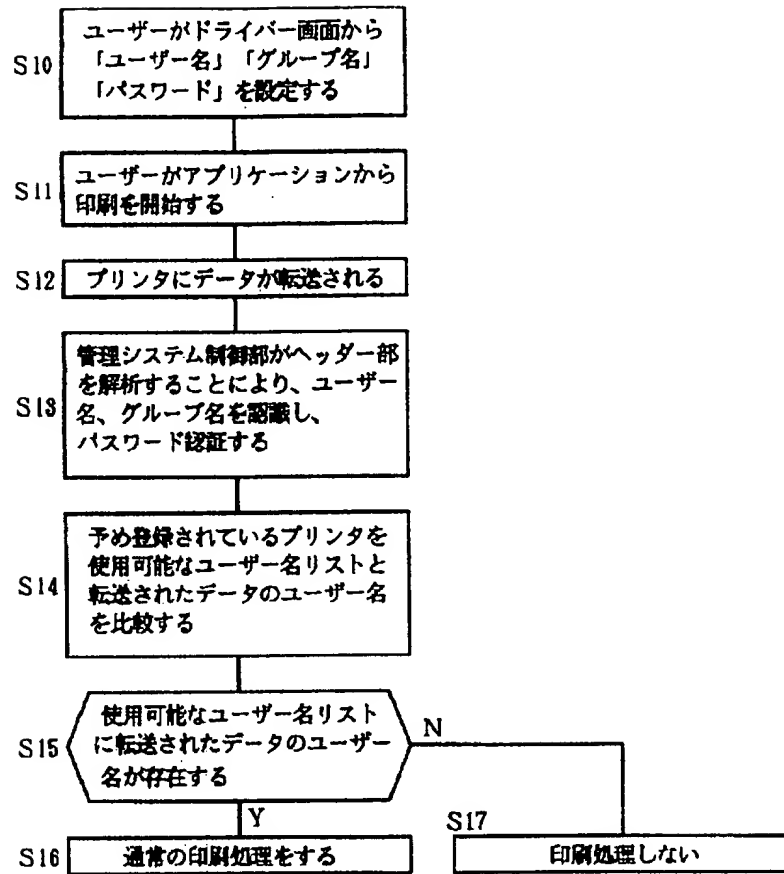 S10
ユーザーがドライバー画面から
「ユーザー名」「グループ名」
「パスワード」を設定する
S11
ユーザーがアプリケーションから
印刷を開始する
S12
プリンタにデータが転送される
S13
管理システム制御部がヘッダー部
を解析することにより、ユーザー
名、グループ名を認識し、
パスワード認証する
S14
予め登録されているプリンタを
使用可能なユーザー名リストと
転送されたデータのユーザー名
を比較する
S15
使用可能なユーザー名リスト
に転送されたデータのユーザー
名が存在する
N
Y
S16
通常の印刷処理をする
S17
印刷処理しない